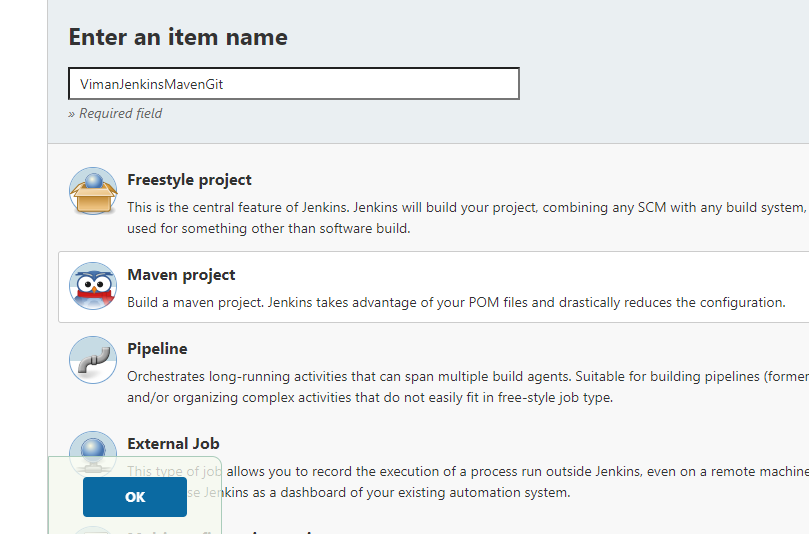 Enter an item name
VimanJenkinsMavenGit
» Required field
Freestyle project
This is the central feature of Jenkins. Jenkins will build your project, combining any SCM with any build system,
used for something other than software build.
Maven project
Build a maven project. Jenkins takes advantage of your POM files and drastically reduces the configuration.
Pipeline
Orchestrates long-running activities that can span multiple build agents. Suitable for building pipelines (former
and/or organizing complex activities that do not easily fit in free-style job type.
External Job
This type of job allows you to record the execution of a process run outside Jenkins, even on a remote machine
se Jenkins as a dashboard of your existing automation system.
OK